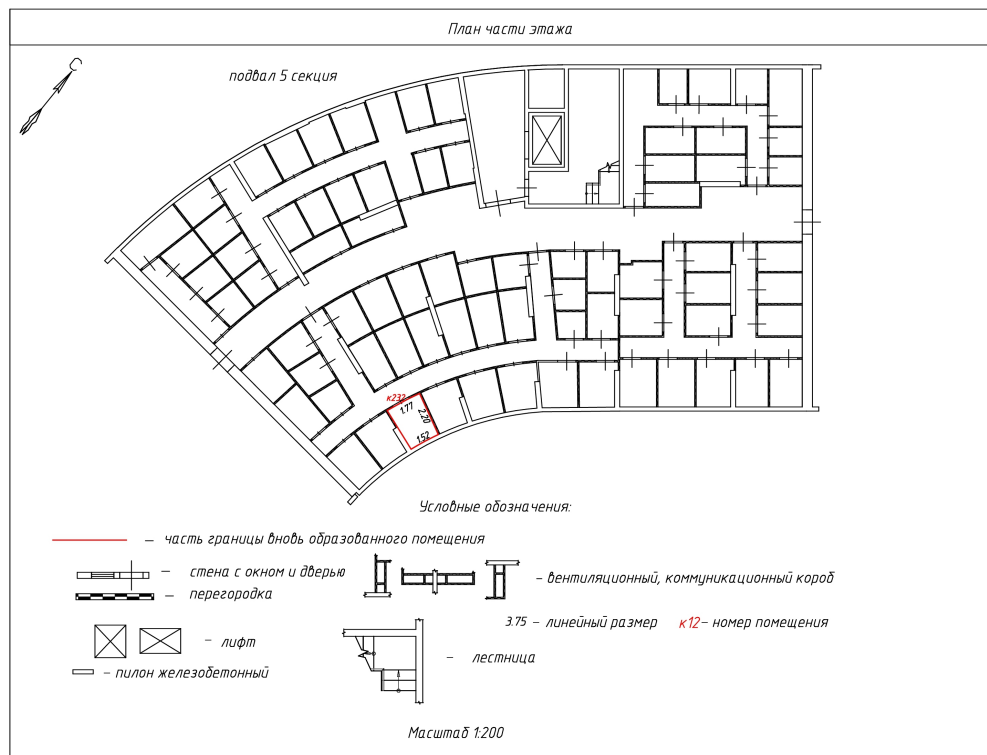 План части этажа
С
подвал 5 секция
к232
1.77
2.20
1.52
Условные обозначения:
— часть границы вновь образованного помещения
— стена с окном и дверью
— перегородка
— вентиляционный, коммуникационный короб
3.75 — линейный размер к12— номер помещения
— лифт
— лестница
— пилон железобетонный
Масштаб 1:200